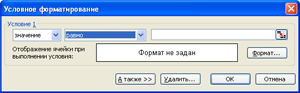 Условное форматирование
Условие 1
значение равно
Отображение ячейки при выполнении условия:
Формат не задан
Формат...
А также >> Удалить... ОК Отмена